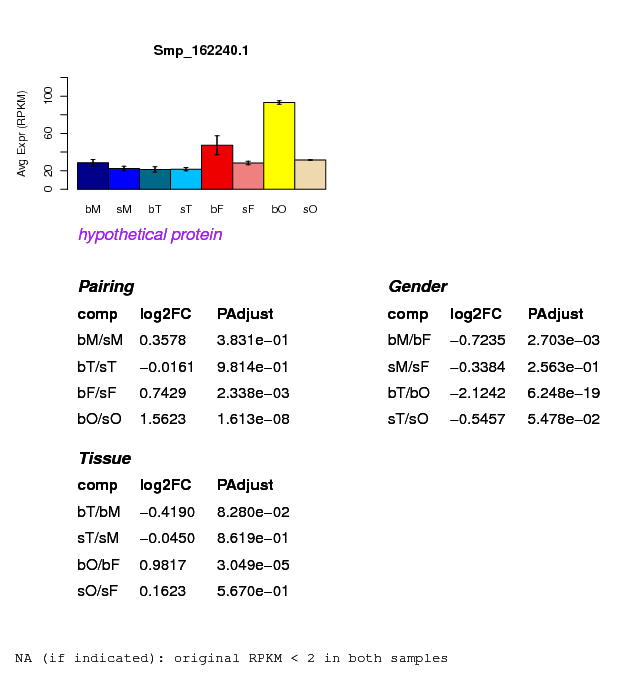 Smp_162240.1
Avg Expr (RPKM)
100
60
20
0
bM sM bT sT bF sF bO sO
hypothetical protein
Pairing
comp log2FC PAdjust
bM/sM 0.3578 3.831e−01
bT/sT −0.0161 9.814e−01
bF/sF 0.7429 2.338e−03
bO/sO 1.5623 1.613e−08
Gender
comp log2FC PAdjust
bM/bF −0.7235 2.703e−03
sM/sF −0.3384 2.563e−01
bT/bO −2.1242 6.248e−19
sT/sO −0.5457 5.478e−02
Tissue
comp log2FC PAdjust
bT/bM −0.4190 8.280e−02
sT/sM −0.0450 8.619e−01
bO/bF 0.9817 3.049e−05
sO/sF 0.1623 5.670e−01
NA (if indicated): original RPKM < 2 in both samples